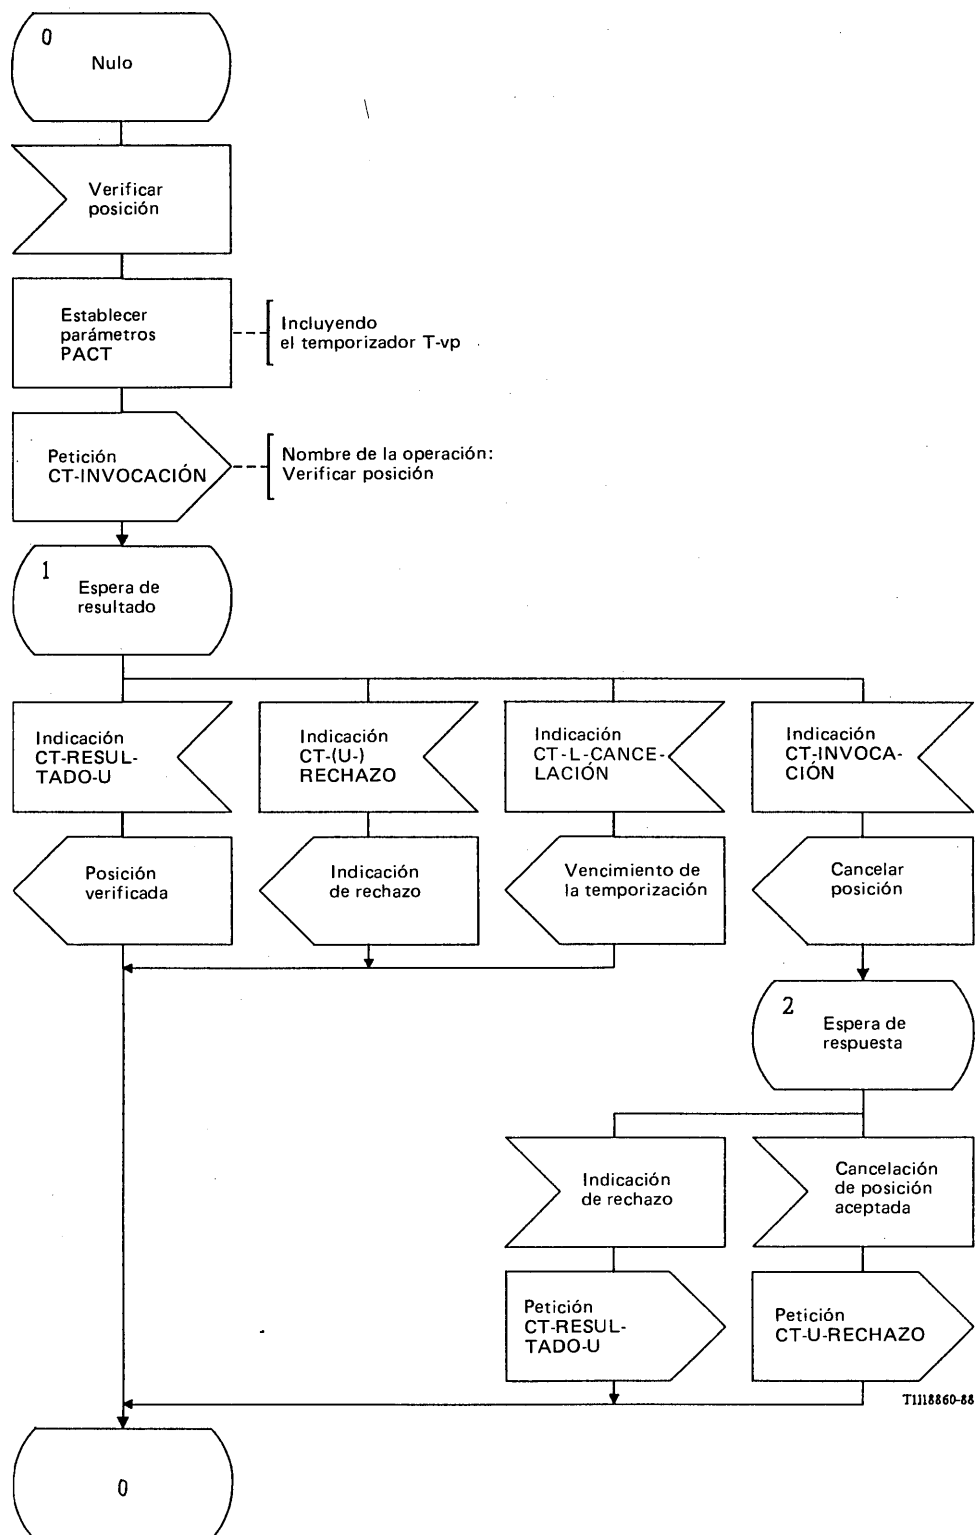 0
Nulo
Verificar
posición
Establecer
parámetros
PACT
Incluyendo
el temporizador T-vp
Petición
CT-INVOCACIÓN
Nombre de la operación:
Verificar posición
1
Espera de
resultado
Indicación
CT-RESUL-
TADO-U
Indicación
CT-(U-)
RECHAZO
Indicación
CT-L-CANCE-
LACIÓN
Indicación
CT-INVOCA-
CIÓN
Posición
verificada
Indicación
de rechazo
Vencimiento de
la temporización
Cancelar
posición
2
Espera de
respuesta
Indicación
de rechazo
Cancelación
de posición
aceptada
Petición
CT-RESUL-
TADO-U
Petición
CT-U-RECHAZO
T1118860-88
0